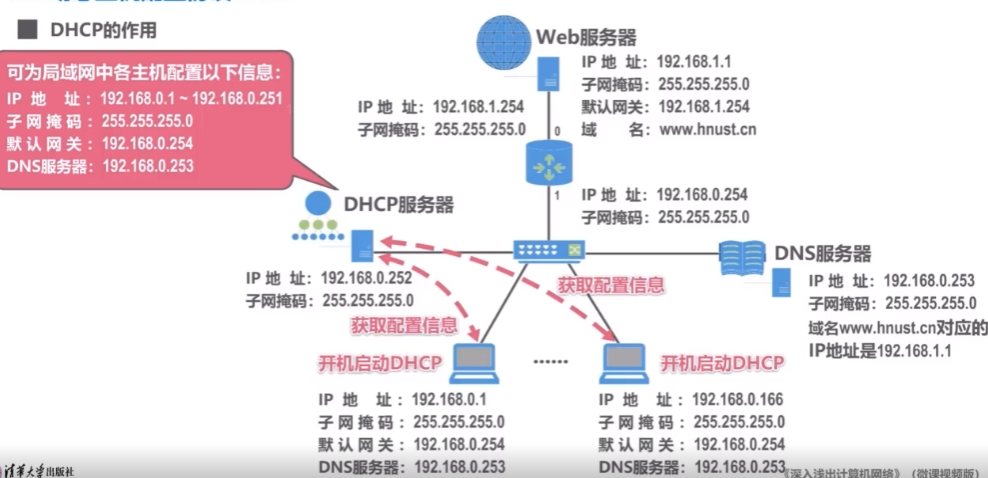 DHCP的作用
可为局域网中各主机配置以下信息：
IP 地 址：192.168.0.1 ~ 192.168.0.251
子网掩码：255.255.255.0
默认网关：192.168.0.254
DNS服务器：192.168.0.253
Web服务器
IP 地 址：192.168.1.1
子网掩码：255.255.255.0
默认网关：192.168.1.254
域 名：www.hnust.cn
IP 地 址：192.168.1.254
子网掩码：255.255.255.0
0
1
IP 地 址：192.168.0.254
子网掩码：255.255.255.0
DHCP服务器
IP 地 址：192.168.0.252
子网掩码：255.255.255.0
DNS服务器
IP 地 址：192.168.0.253
子网掩码：255.255.255.0
域名www.hnust.cn对应的
IP地址是192.168.1.1
获取配置信息
获取配置信息
开机启动DHCP
······
开机启动DHCP
IP 地 址：192.168.0.1
子网掩码：255.255.255.0
默认网关：192.168.0.254
DNS服务器：192.168.0.253
IP 地 址：192.168.0.166
子网掩码：255.255.255.0
默认网关：192.168.0.254
DNS服务器：192.168.0.253
清华大学出版社
《深入浅出计算机网络》（微课视频版）